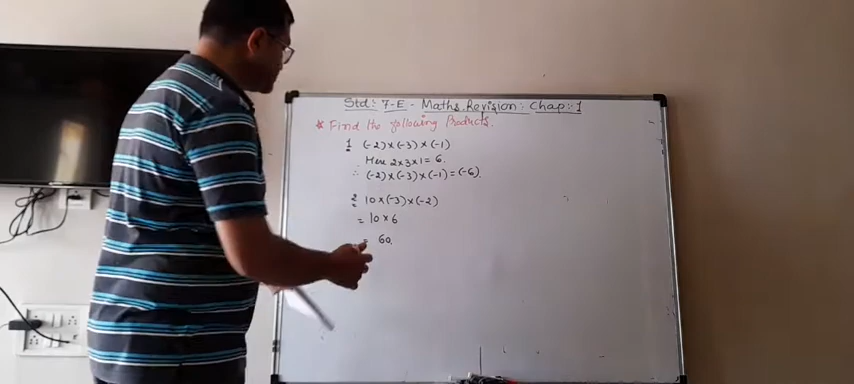 Std:- 7-E - Maths Revision:- Chap:-1
* Find the following Products.
1 (-2)×(-3)×(-1)
Here 2×3×1=6.
∴ (-2)×(-3)×(-1)=(-6).
2 10×(-3)×(-2)
= 10×6
= 60.